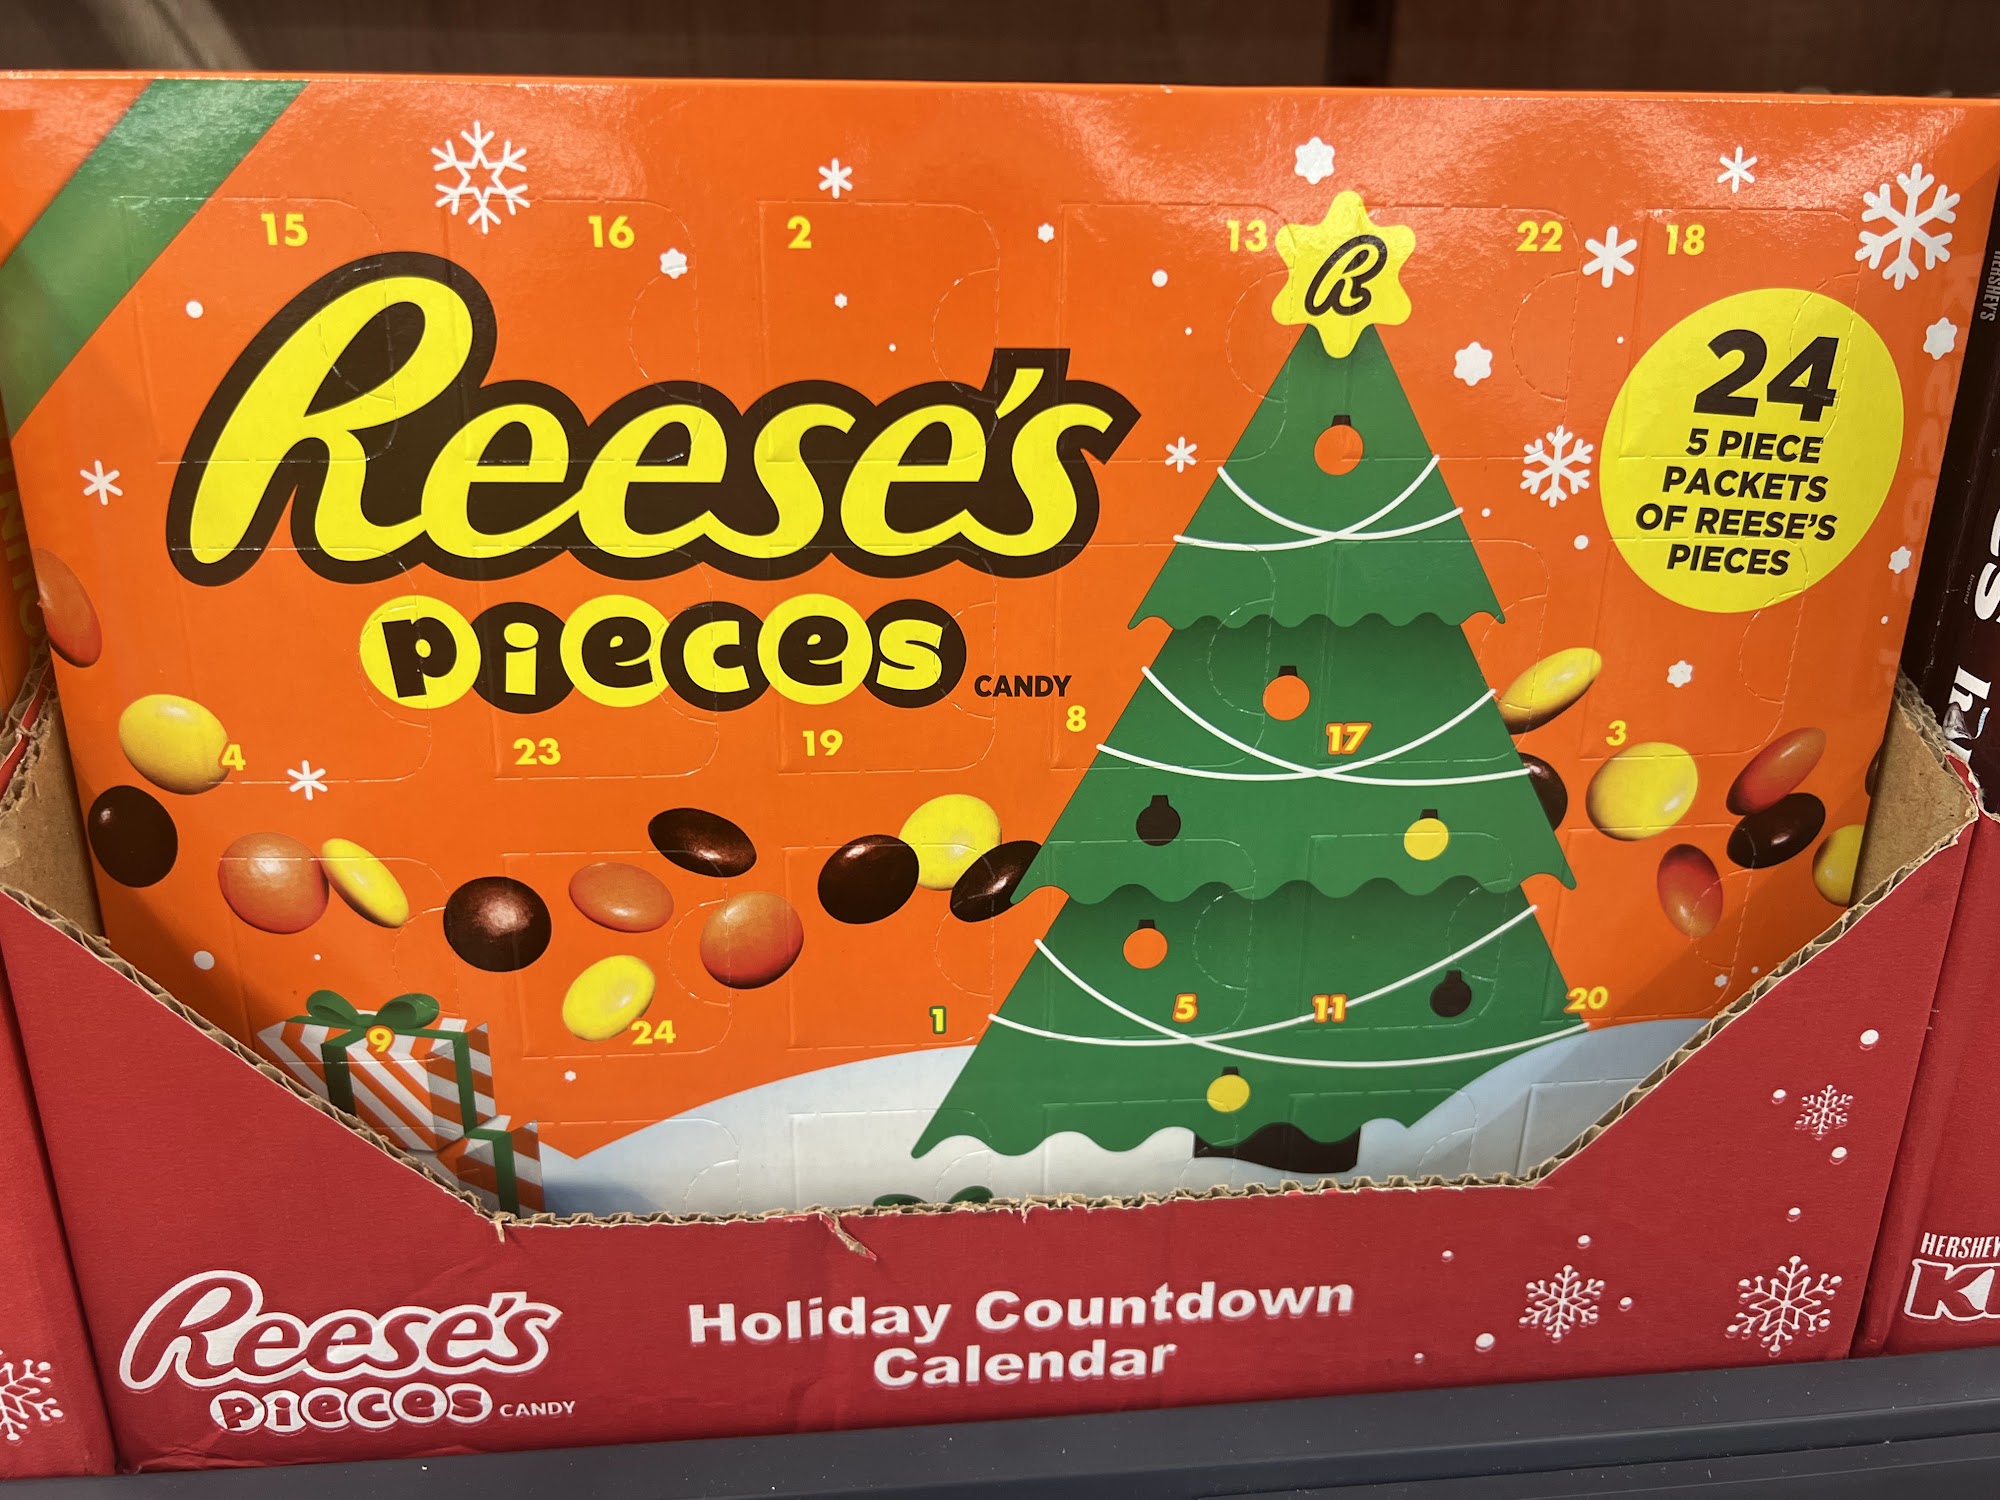 15
16
2
13
22
18
R
Reese's
pieces
CANDY
24
5 PIECE
PACKETS
OF REESE'S
PIECES
8
4
23
19
17
3
9
24
1
5
11
20
Reese's
pieces CANDY
Holiday Countdown
Calendar
HERSHEY'S